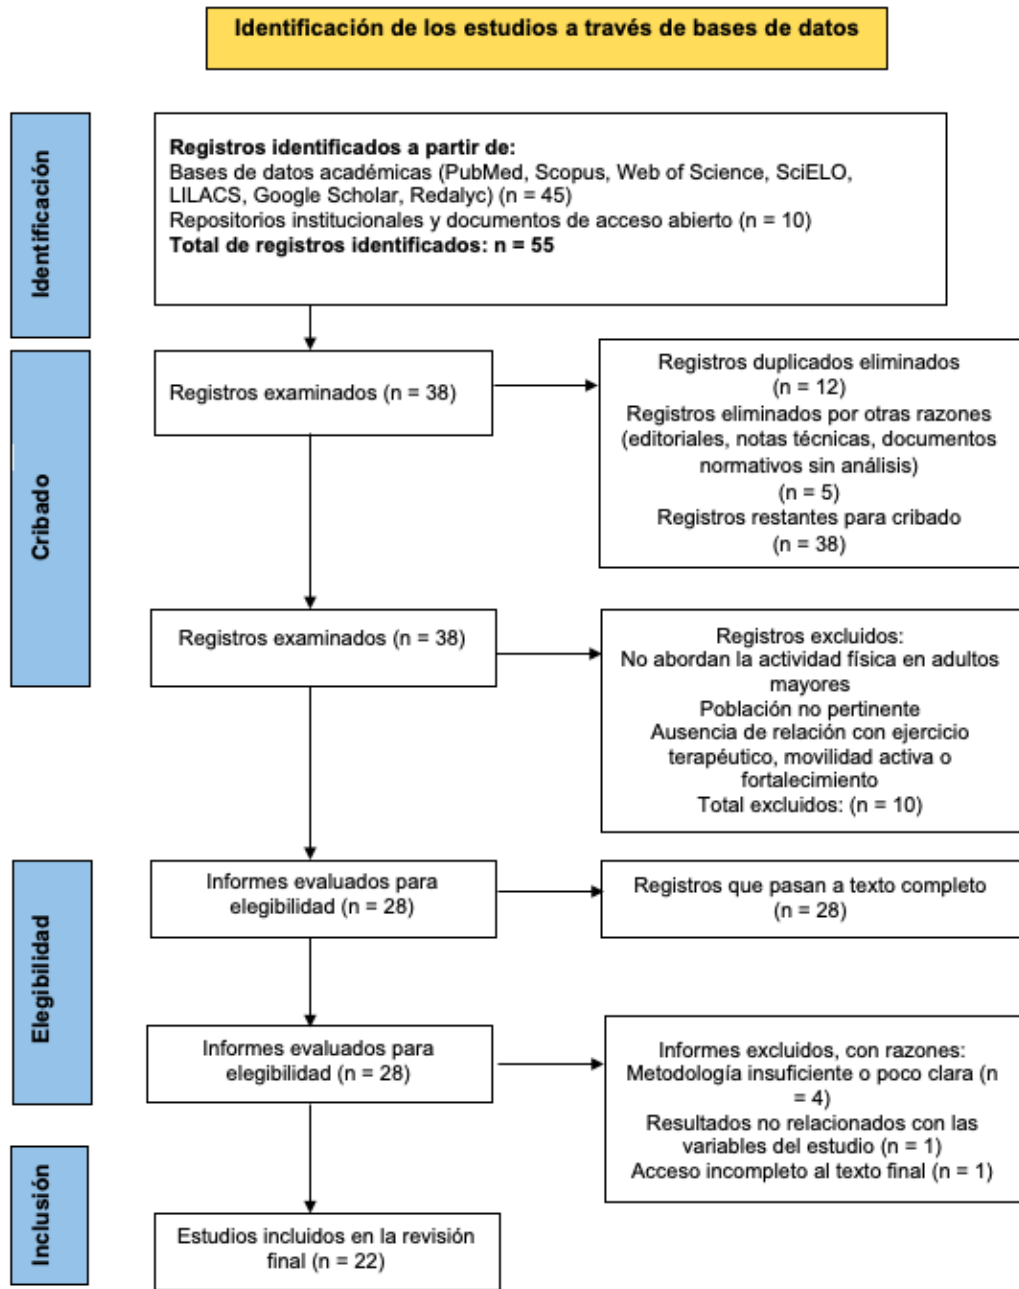 Identificación de los estudios a través de bases de datos
Identificación
Registros identificados a partir de:
Bases de datos académicas (PubMed, Scopus, Web of Science, SciELO,
LILACS, Google Scholar, Redalyc) (n = 45)
Repositorios institucionales y documentos de acceso abierto (n = 10)
Total de registros identificados: n = 55
Cribado
Registros examinados (n = 38)
Registros duplicados eliminados
(n = 12)
Registros eliminados por otras razones
(editoriales, notas técnicas, documentos
normativos sin análisis)
(n = 5)
Registros restantes para cribado
(n = 38)
Registros examinados (n = 38)
Registros excluidos:
No abordan la actividad física en adultos
mayores
Población no pertinente
Ausencia de relación con ejercicio
terapéutico, movilidad activa o
fortalecimiento
Total excluidos: (n = 10)
Elegibilidad
Informes evaluados para
elegibilidad (n = 28)
Registros que pasan a texto completo
(n = 28)
Informes evaluados para
elegibilidad (n = 28)
Informes excluidos, con razones:
Metodología insuficiente o poco clara (n
= 4)
Resultados no relacionados con las
variables del estudio (n = 1)
Acceso incompleto al texto final (n = 1)
Inclusión
Estudios incluidos en la revisión
final (n = 22)